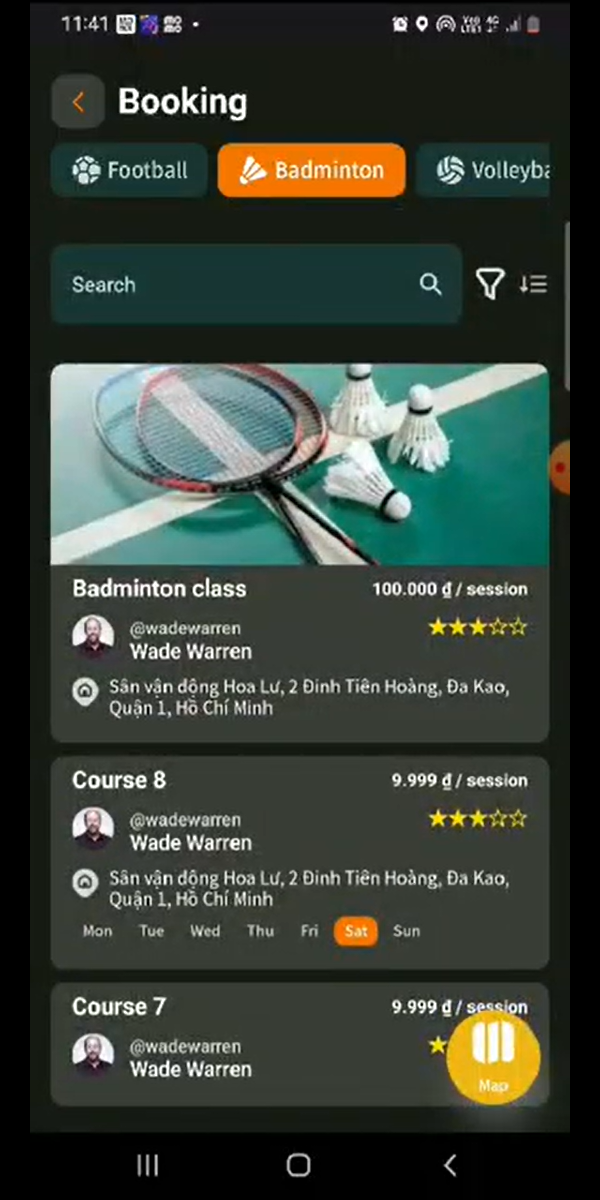 11:41
Booking
Football
Badminton
Volleyba
Search
Badminton class
100.000 ₫ / session
@wadewarren
Wade Warren
Sân vận động Hoa Lư, 2 Đinh Tiên Hoàng, Đa Kao,
Quận 1, Hồ Chí Minh
Course 8
9.999 ₫ / session
@wadewarren
Wade Warren
Sân vận động Hoa Lư, 2 Đinh Tiên Hoàng, Đa Kao,
Quận 1, Hồ Chí Minh
Mon Tue Wed Thu Fri Sat Sun
Course 7
9.999 ₫ / session
@wadewarren
Wade Warren
Map